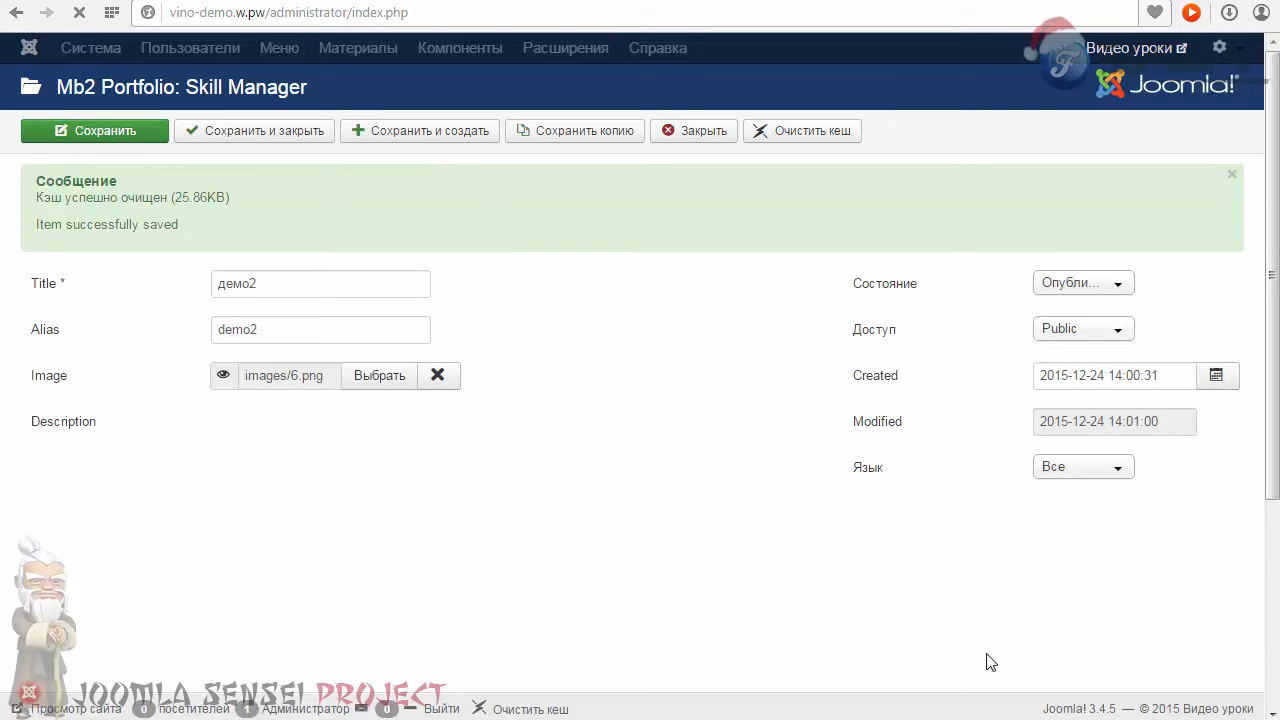 vino-demo.w.pw/administrator/index.php
Система Пользователи Меню Материалы Компоненты Расширения Справка Видео уроки
Mb2 Portfolio: Skill Manager
Joomla!®
Сохранить Сохранить и закрыть Сохранить и создать Сохранить копию Закрыть Очистить кеш
Сообщение
Кэш успешно очищен (25.86KB)
Item successfully saved
Title * демо2 Состояние Опубли...
Alias demo2 Доступ Public
Image images/6.png Выбрать Created 2015-12-24 14:00:31
Description Modified 2015-12-24 14:01:00
Язык Все
JOOMLA SENSEI PROJECT
Просмотр сайта 0 посетителей 1 Администратор 0 Выйти Очистить кеш Joomla! 3.4.5 — © 2015 Видео уроки